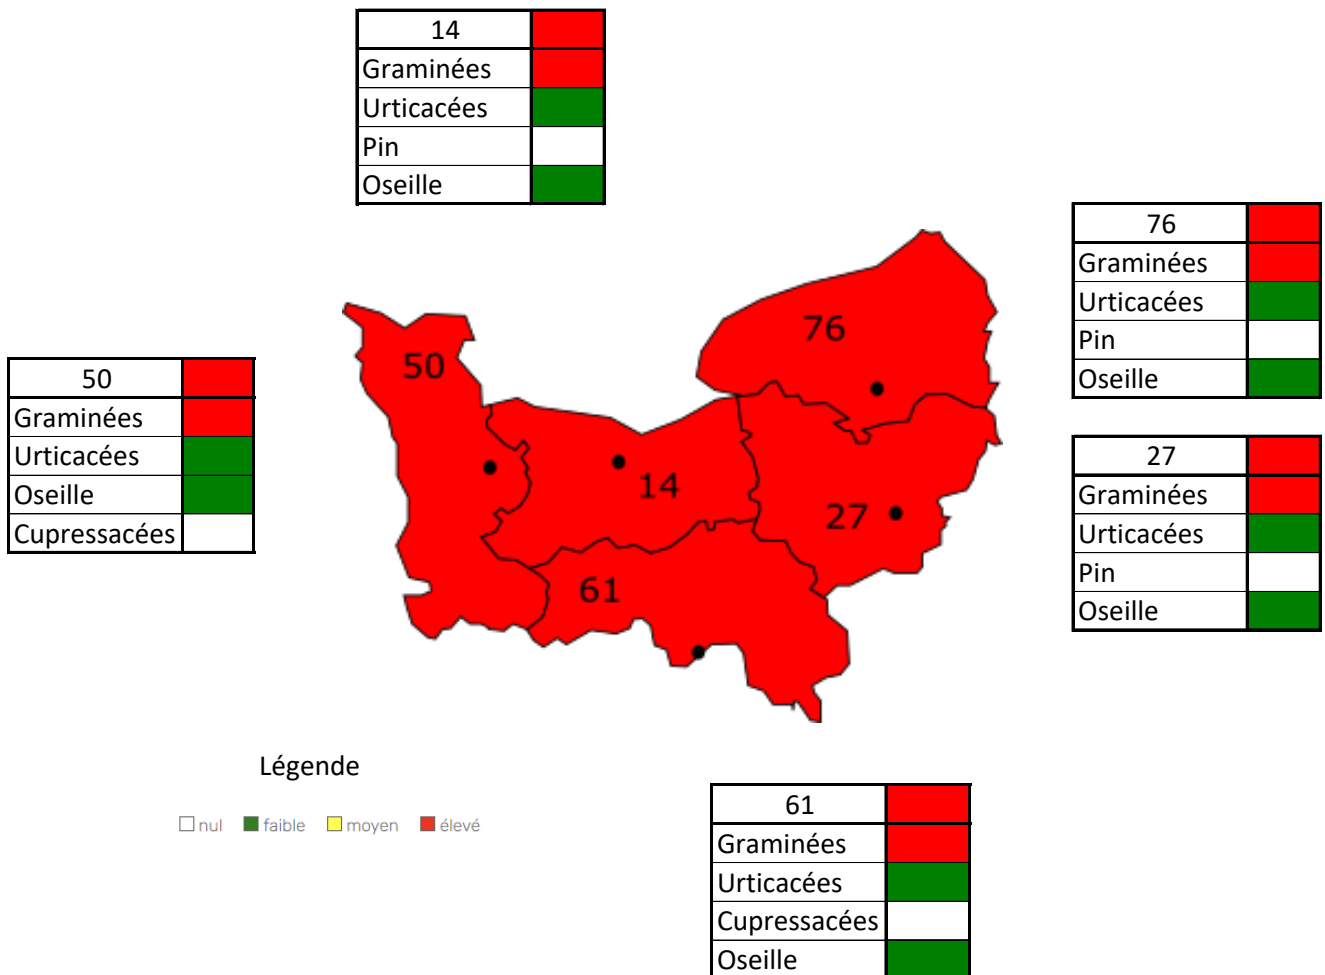 14
Graminées
Urticacées
Pin
Oseille
76
Graminées
Urticacées
Pin
Oseille
50
Graminées
Urticacées
Oseille
Cupressacées
27
Graminées
Urticacées
Pin
Oseille
76
50
14
27
61
Légende
nul faible moyen élevé
61
Graminées
Urticacées
Cupressacées
Oseille